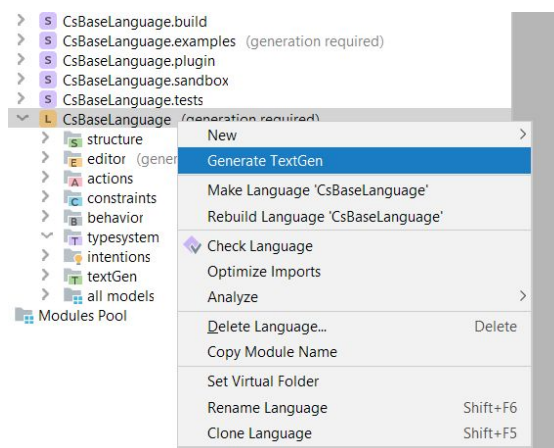 S CsBaseLanguage.build
S CsBaseLanguage.examples (generation required)
S CsBaseLanguage.plugin
S CsBaseLanguage.sandbox
S CsBaseLanguage.tests
L CsBaseLanguage (generation required)
S structure
E editor (gener
A actions
C constraints
B behavior
T typesystem
intentions
T textGen
all models
Modules Pool
New
Generate TextGen
Make Language 'CsBaseLanguage'
Rebuild Language 'CsBaseLanguage'
Check Language
Optimize Imports
Analyze
Delete Language... Delete
Copy Module Name
Set Virtual Folder
Rename Language Shift+F6
Clone Language Shift+F5